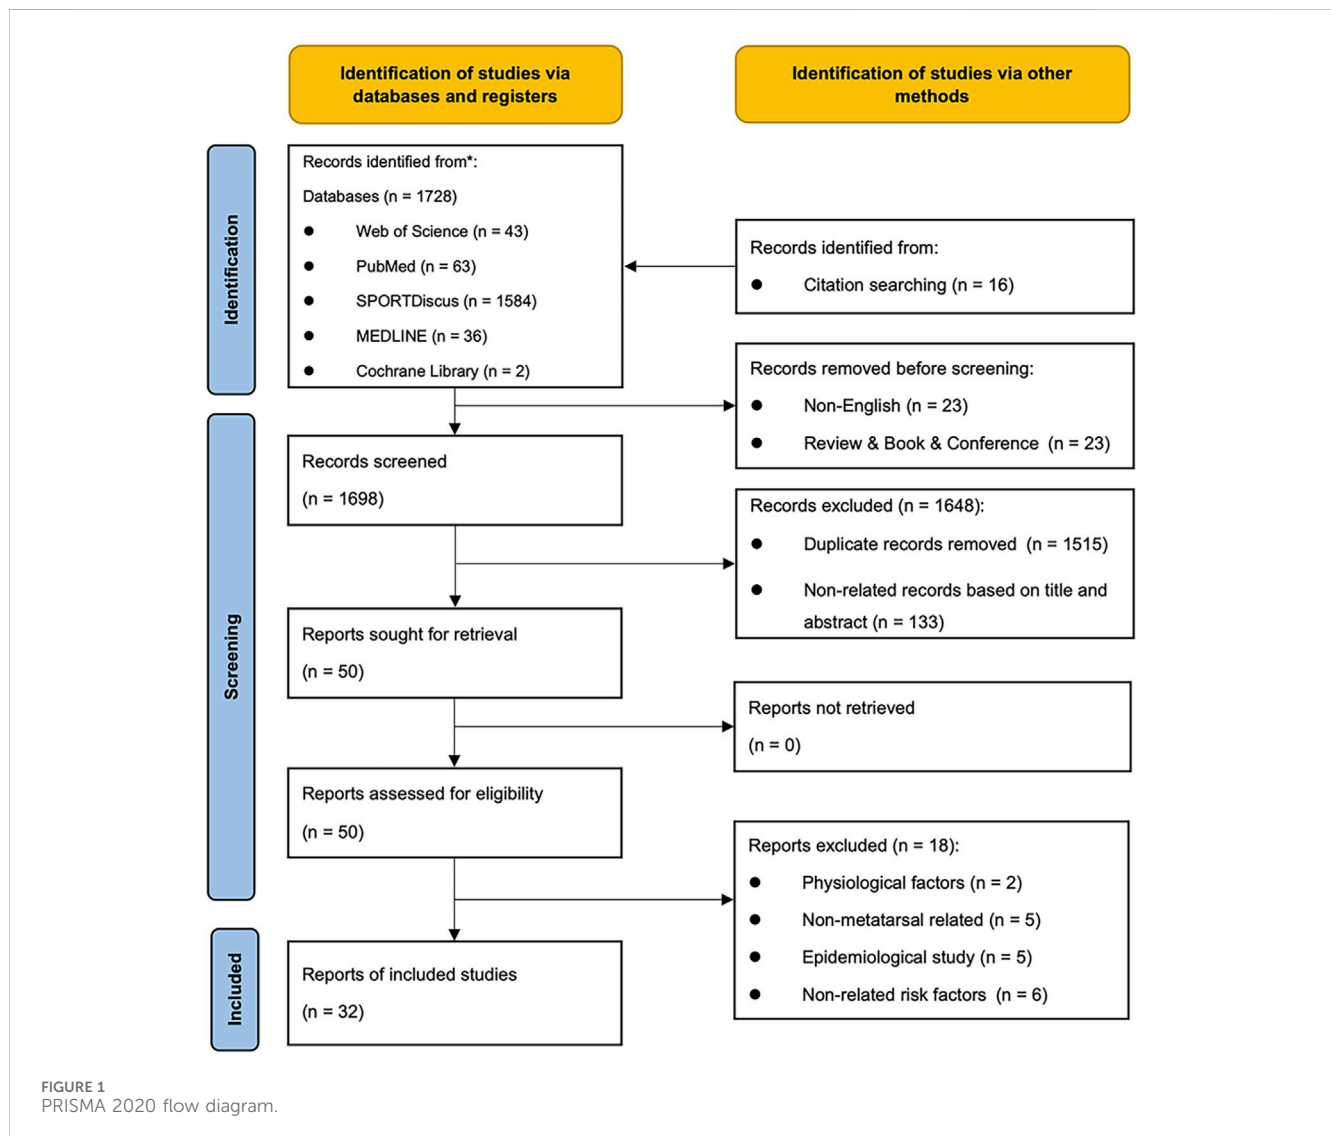 Identification of studies via
databases and registers
Identification of studies via other
methods
Identification
Records identified from*:
Databases (n = 1728)
● Web of Science (n = 43)
● PubMed (n = 63)
● SPORTDiscus (n = 1584)
● MEDLINE (n = 36)
● Cochrane Library (n = 2)
Records identified from:
● Citation searching (n = 16)
Records removed before screening:
● Non-English (n = 23)
● Review & Book & Conference (n = 23)
Screening
Records screened
(n = 1698)
Records excluded (n = 1648):
● Duplicate records removed (n = 1515)
● Non-related records based on title and
abstract (n = 133)
Reports sought for retrieval
(n = 50)
Reports not retrieved
(n = 0)
Reports assessed for eligibility
(n = 50)
Reports excluded (n = 18):
● Physiological factors (n = 2)
● Non-metatarsal related (n = 5)
● Epidemiological study (n = 5)
● Non-related risk factors (n = 6)
Included
Reports of included studies
(n = 32)
FIGURE 1
PRISMA 2020 flow diagram.